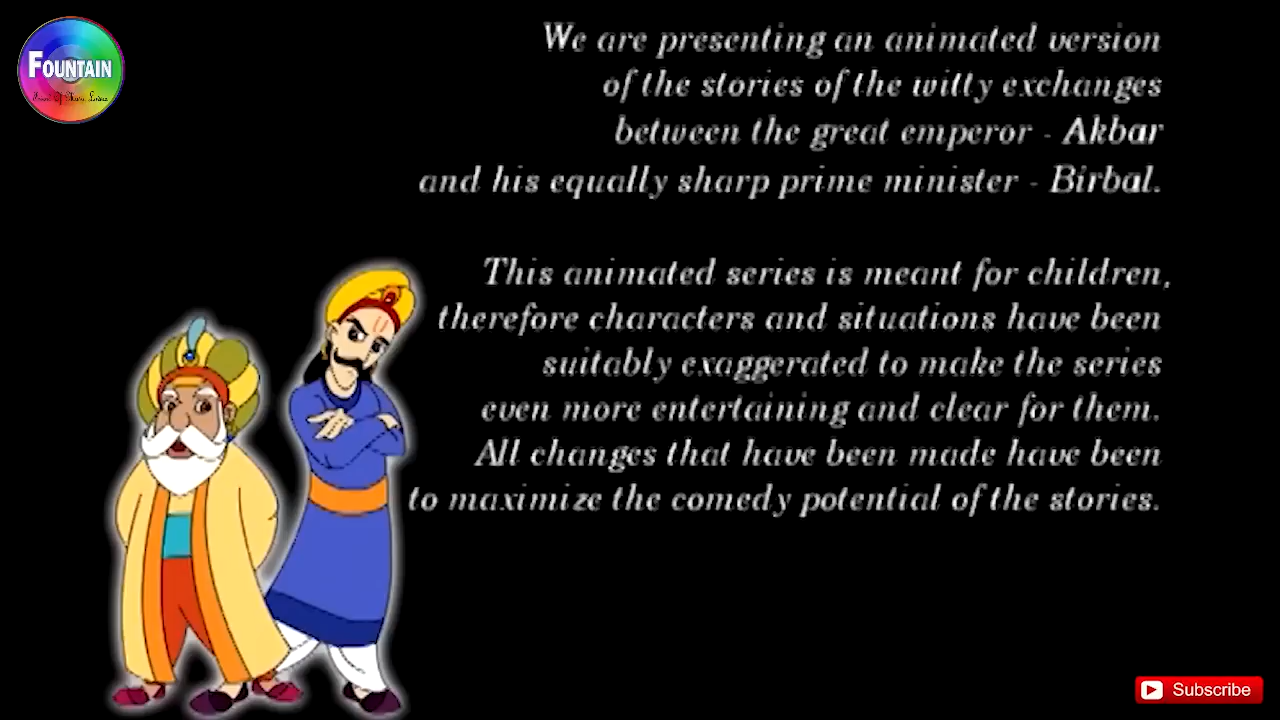 FOUNTAIN
We are presenting an animated version
of the stories of the witty exchanges
between the great emperor - Akbar
and his equally sharp prime minister - Birbal.
This animated series is meant for children,
therefore characters and situations have been
suitably exaggerated to make the series
even more entertaining and clear for them.
All changes that have been made have been
to maximize the comedy potential of the stories.
Subscribe